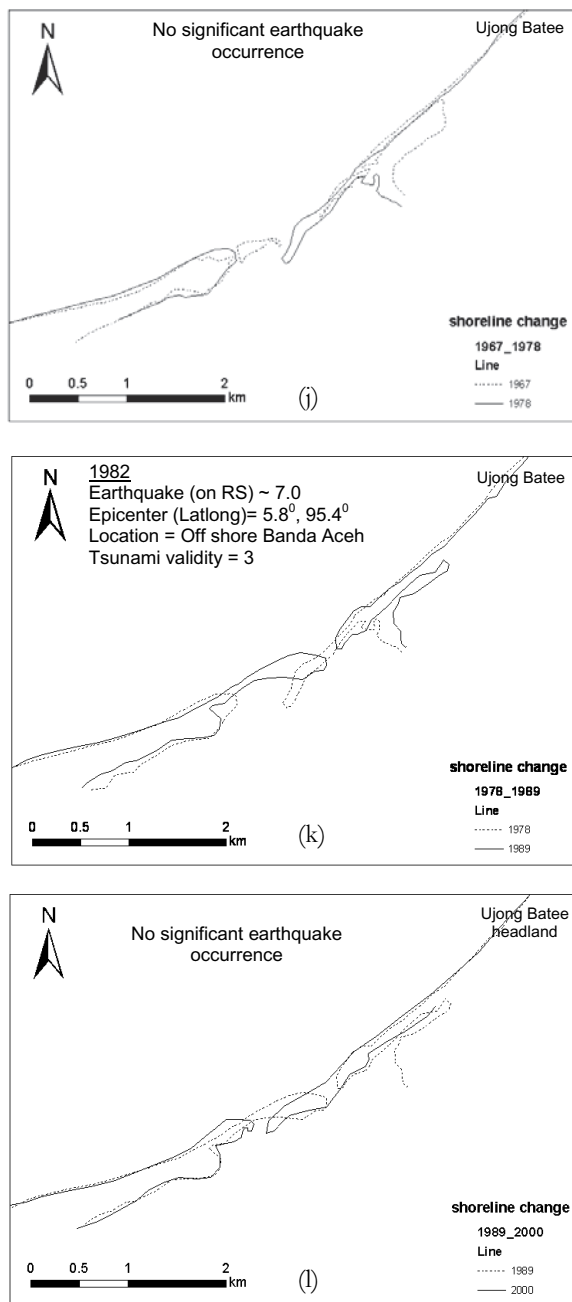 N
No significant earthquake
occurrence
Ujong Batee
shoreline change
1967_1978
Line
1967
1978
0 0.5 1 2
km
(j)
N
1982
Earthquake (on RS) ~ 7.0
Epicenter (Latlong)= 5.8⁰, 95.4⁰
Location = Off shore Banda Aceh
Tsunami validity = 3
Ujong Batee
shoreline change
1978_1989
Line
1978
1989
0 0.5 1 2
km
(k)
N
No significant earthquake
occurrence
Ujong Batee
headland
shoreline change
1989_2000
Line
1989
2000
0 0.5 1 2
km
(l)